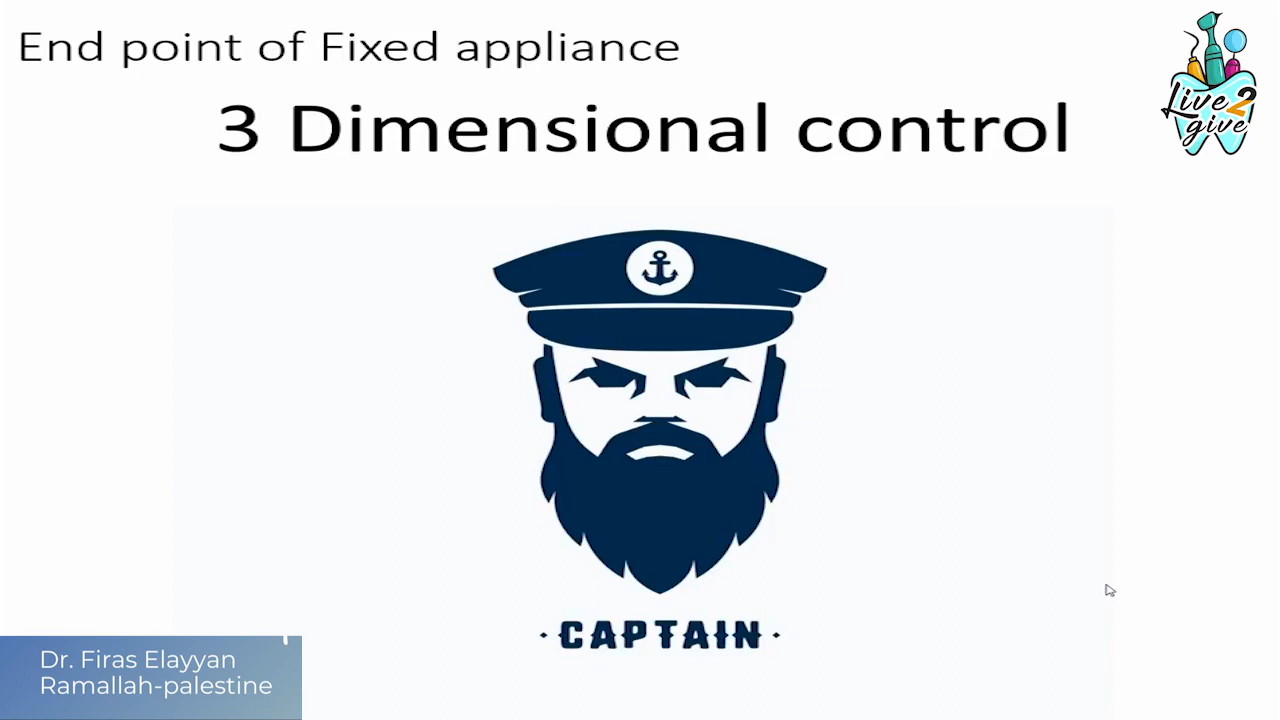 End point of Fixed appliance
3 Dimensional control
Live 2
give
· CAPTAIN ·
Dr. Firas Elayyan
Ramallah-palestine